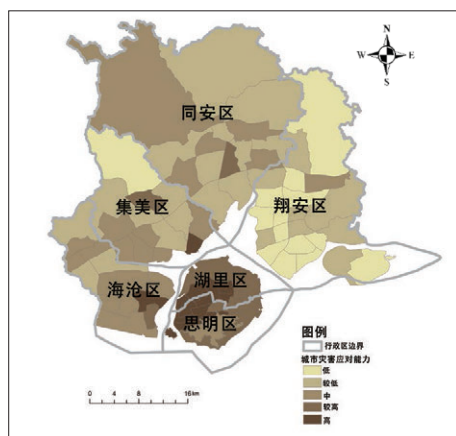 N
W E
S
同安区
集美区
翔安区
海沧区
湖里区
思明区
图例
行政区边界
城市灾害应对能力
低
较低
中
较高
高
0 4 8 16km